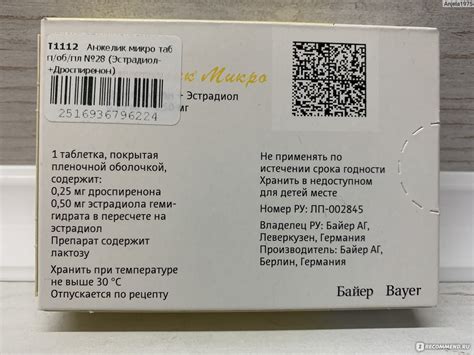 Anjela1975
T1112 Анжелик микро таб
п/об/пл №28 (Эстрадиол-
+Дроспиренон)
2516936796224
к Микро
- Эстрадиол
мг
1 таблетка, покрытая
пленочной оболочкой,
содержит:
0,25 мг дроспиренона
0,50 мг эстрадиола геми-
гидрата в пересчете на
эстрадиол
Препарат содержит
лактозу
Хранить при температуре
не выше 30 °C
Отпускается по рецепту
Не применять по
истечении срока годности
Хранить в недоступном
для детей месте
Номер РУ: ЛП-002845
Владелец РУ: Байер АГ,
Леверкузен, Германия
Производитель: Байер АГ,
Берлин, Германия
Байер Bayer
IRECOMMEND.RU